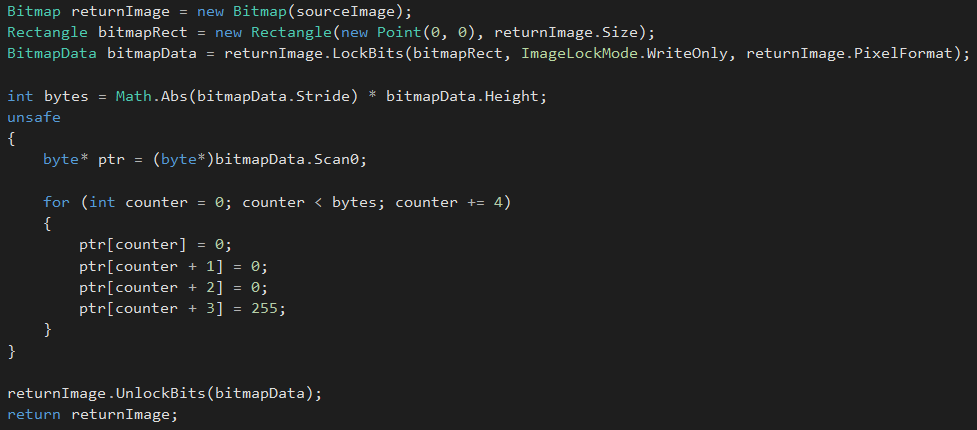 Bitmap returnImage = new Bitmap(sourceImage);
Rectangle bitmapRect = new Rectangle(new Point(0, 0), returnImage.Size);
BitmapData bitmapData = returnImage.LockBits(bitmapRect, ImageLockMode.WriteOnly, returnImage.PixelFormat);

int bytes = Math.Abs(bitmapData.Stride) * bitmapData.Height;
unsafe
{
    byte* ptr = (byte*)bitmapData.Scan0;

    for (int counter = 0; counter < bytes; counter += 4)
    {
        ptr[counter] = 0;
        ptr[counter + 1] = 0;
        ptr[counter + 2] = 0;
        ptr[counter + 3] = 255;
    }
}

returnImage.UnlockBits(bitmapData);
return returnImage;